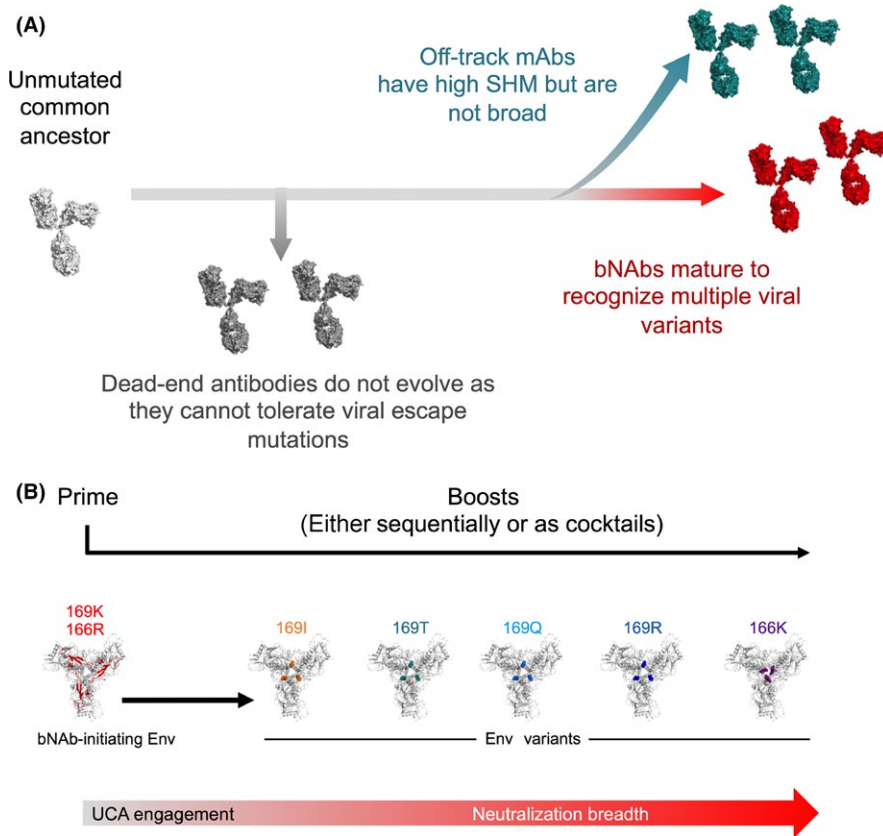 (A)
Unmutated
common
ancestor
Off-track mAbs
have high SHM but are
not broad
bNAbs mature to
recognize multiple viral
variants
Dead-end antibodies do not evolve as
they cannot tolerate viral escape
mutations
(B)
Prime
Boosts
(Either sequentially or as cocktails)
169K
166R
169I
169T
169Q
169R
166K
bNAb-initiating Env
Env variants
UCA engagement
Neutralization breadth